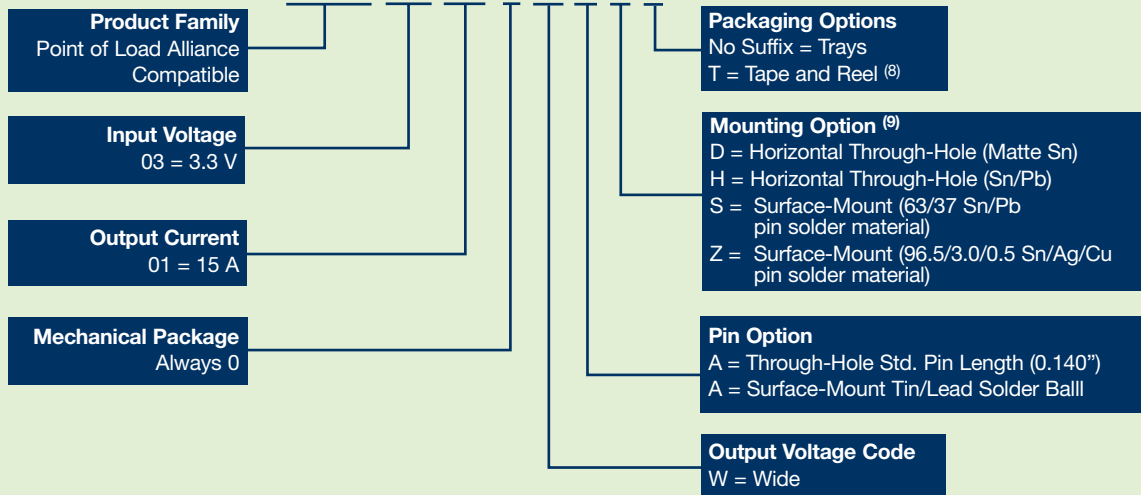 Product Family
Point of Load Alliance
Compatible
Input Voltage
03 = 3.3 V
Output Current
01 = 15 A
Mechanical Package
Always 0
Packaging Options
No Suffix = Trays
T = Tape and Reel (8)
Mounting Option (9)
D = Horizontal Through-Hole (Matte Sn)
H = Horizontal Through-Hole (Sn/Pb)
S = Surface-Mount (63/37 Sn/Pb
pin solder material)
Z = Surface-Mount (96.5/3.0/0.5 Sn/Ag/Cu
pin solder material)
Pin Option
A = Through-Hole Std. Pin Length (0.140”)
A = Surface-Mount Tin/Lead Solder Balll
Output Voltage Code
W = Wide